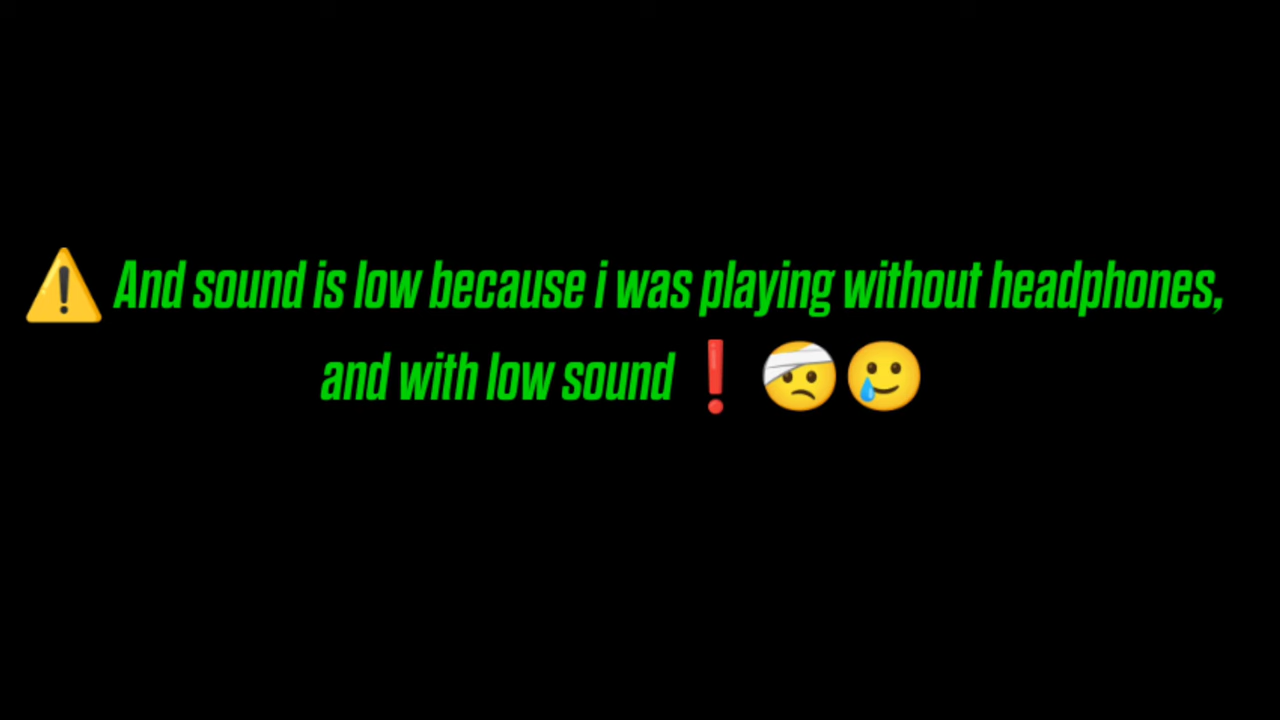 ⚠️ And sound is low because i was playing without headphones,
and with low sound ❗ 🤕🥲